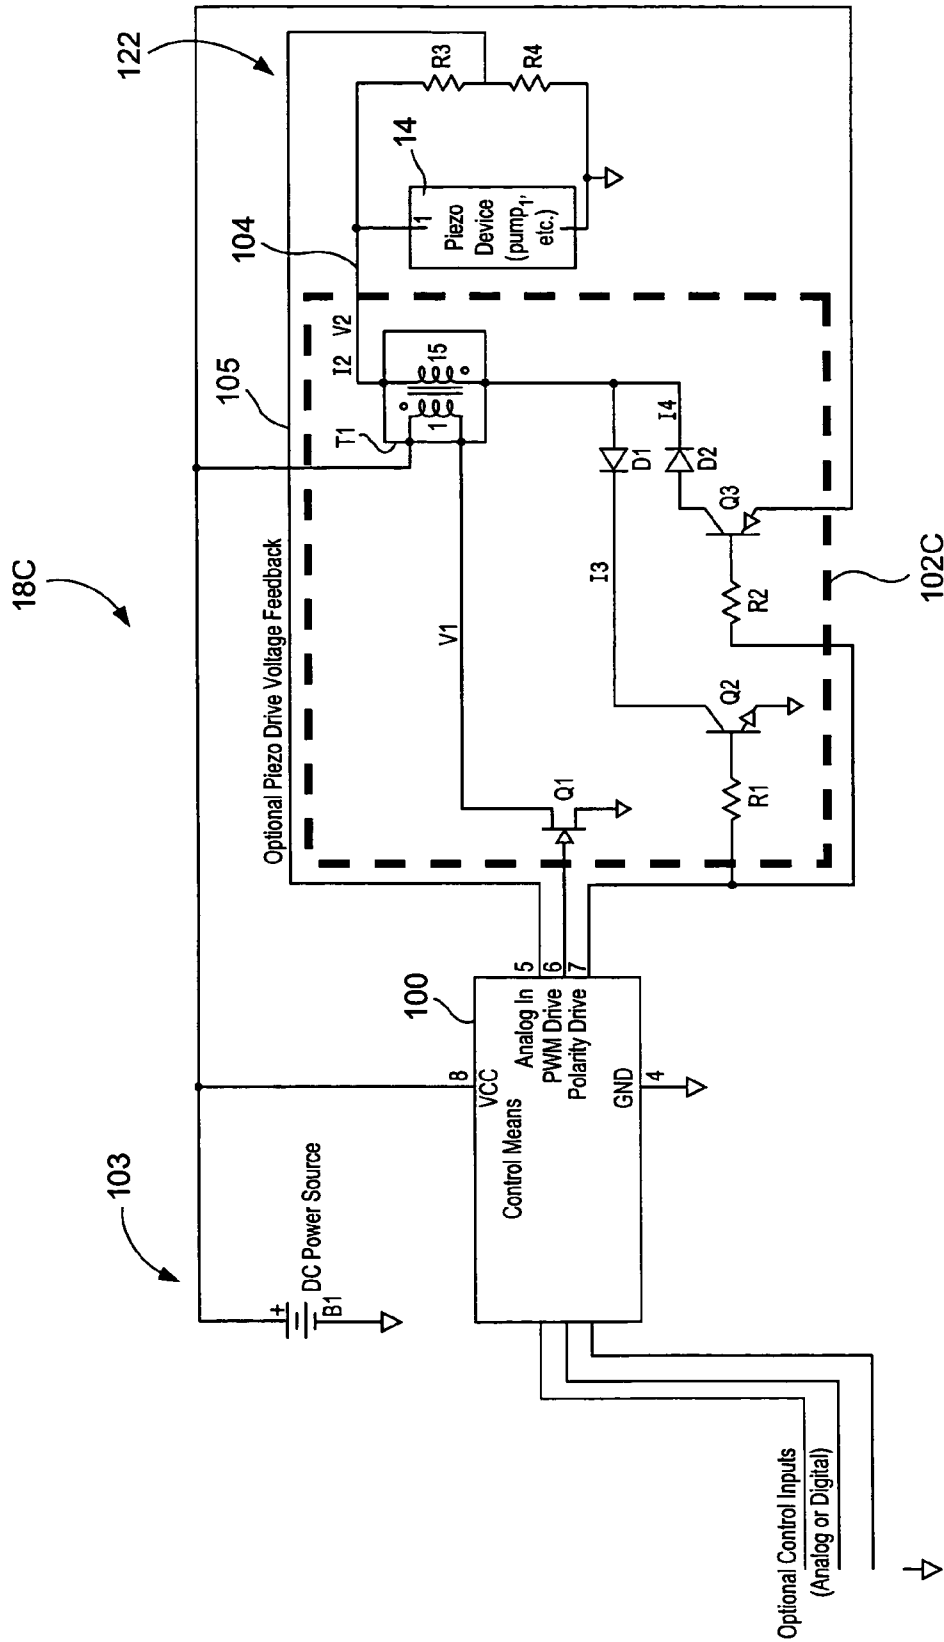 18C
103
122
105
104
Optional Piezo Drive Voltage Feedback
+
B1
DC Power Source
100
8
VCC
Control Means
Analog In
5
PWM Drive
6
Polarity Drive
7
GND
4
Optional Control Inputs
(Analog or Digital)
T1
1
15
I2
V2
V1
14
1
Piezo
Device
(pump1,
etc.)
R3
R4
Q1
I3
D1
I4
D2
Q2
R1
Q3
R2
102C